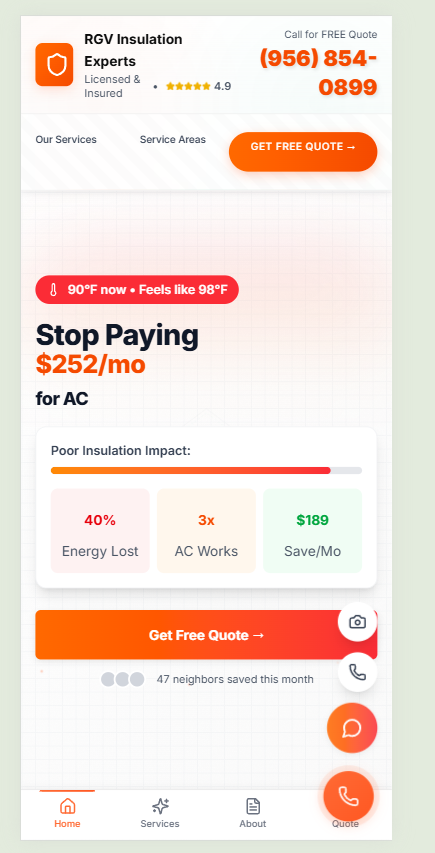 RGV Insulation
Experts
Licensed &
Insured
• ★★★★★ 4.9
Call for FREE Quote
(956) 854-
0899
Our Services
Service Areas
GET FREE QUOTE →
90°F now • Feels like 98°F
Stop Paying
$252/mo
for AC
Poor Insulation Impact:
40%
Energy Lost
3x
AC Works
$189
Save/Mo
Get Free Quote →
47 neighbors saved this month
Home
Services
About
Quote